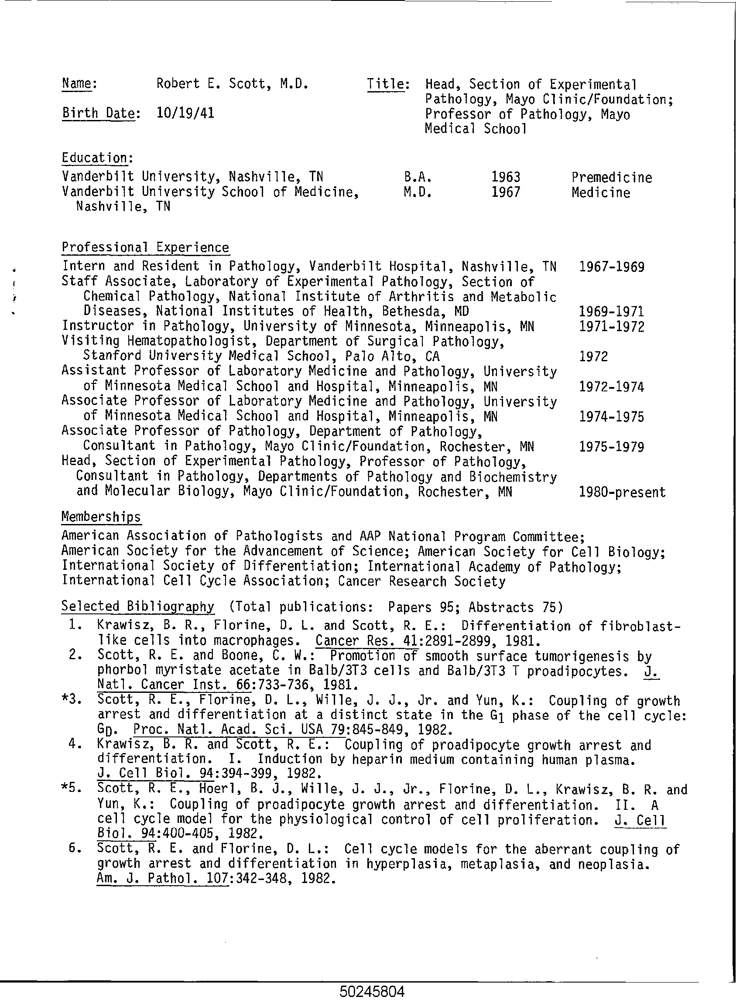 Name: Robert E. Scott, M.D. Title: Head, Section of Experimental
Pathology, Mayo Clinic/Foundation;
Birth Date: 10/19/41 Professor of Pathology, Mayo
Medical School
Education:
Vanderbilt University, Nashville, TN B.A. 1963 Premedicine
Vanderbilt University School of Medicine, M.D. 1967 Medicine
Nashville, TN
Professional Experience
Intern and Resident in Pathology, Vanderbilt Hospital, Nashville, TN 1967-1969
Staff Associate, Laboratory of Experimental Pathology, Section of
Chemical Pathology, National Institute of Arthritis and Metabolic
Diseases, National Institutes of Health, Bethesda, MD 1969-1971
Instructor in Pathology, University of Minnesota, Minneapolis, MN 1971-1972
Visiting Hematopathologist, Department of Surgical Pathology,
Stanford University Medical School, Palo Alto, CA 1972
Assistant Professor of Laboratory Medicine and Pathology, University
of Minnesota Medical School and Hospital, Minneapolis, MN 1972-1974
Associate Professor of Laboratory Medicine and Pathology, University
of Minnesota Medical School and Hospital, Minneapolis, MN 1974-1975
Associate Professor of Pathology, Department of Pathology,
Consultant in Pathology, Mayo Clinic/Foundation, Rochester, MN 1975-1979
Head, Section of Experimental Pathology, Professor of Pathology,
Consultant in Pathology, Departments of Pathology and Biochemistry
and Molecular Biology, Mayo Clinic/Foundation, Rochester, MN 1980-present
Memberships
American Association of Pathologists and AAP National Program Committee;
American Society for the Advancement of Science; American Society for Cell Biology;
International Society of Differentiation; International Academy of Pathology;
International Cell Cycle Association; Cancer Research Society
Selected Bibliography (Total publications: Papers 95; Abstracts 75)
1. Krawisz, B. R., Florine, D. L. and Scott, R. E.: Differentiation of fibroblast-
like cells into macrophages. Cancer Res. 41:2891-2899, 1981.
2. Scott, R. E. and Boone, C. W.: Promotion of smooth surface tumorigenesis by
phorbol myristate acetate in Balb/3T3 cells and Balb/3T3 T proadipocytes. J.
Natl. Cancer Inst. 66:733-736, 1981.
*3. Scott, R. E., Florine, D. L., Wille, J. J., Jr. and Yun, K.: Coupling of growth
arrest and differentiation at a distinct state in the G1 phase of the cell cycle:
GD. Proc. Natl. Acad. Sci. USA 79:845-849, 1982.
4. Krawisz, B. R. and Scott, R. E.: Coupling of proadipocyte growth arrest and
differentiation. I. Induction by heparin medium containing human plasma.
J. Cell Biol. 94:394-399, 1982.
*5. Scott, R. E., Hoerl, B. J., Wille, J. J., Jr., Florine, D. L., Krawisz, B. R. and
Yun, K.: Coupling of proadipocyte growth arrest and differentiation. II. A
cell cycle model for the physiological control of cell proliferation. J. Cell
Biol. 94:400-405, 1982.
6. Scott, R. E. and Florine, D. L.: Cell cycle models for the aberrant coupling of
growth arrest and differentiation in hyperplasia, metaplasia, and neoplasia.
Am. J. Pathol. 107:342-348, 1982.
50245804